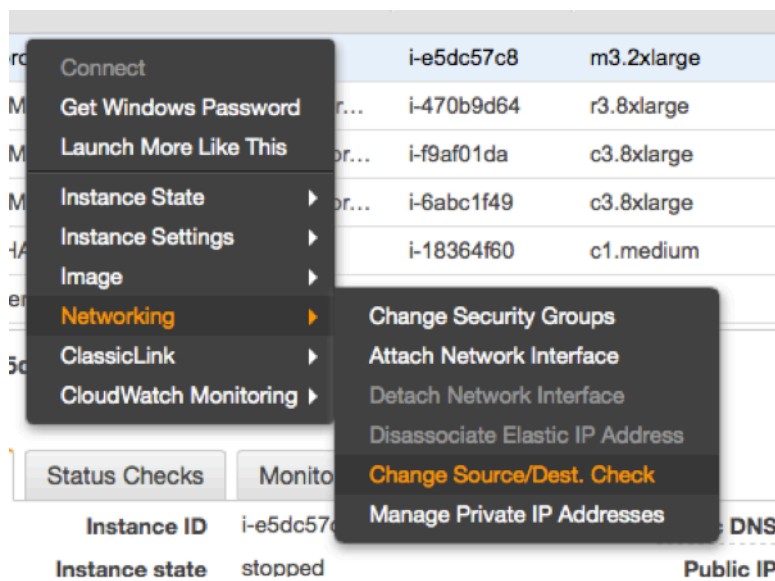 Connect
i-e5dc57c8 m3.2xlarge
Get Windows Password
i-470b9d64 r3.8xlarge
Launch More Like This
i-f9af01da c3.8xlarge
Instance State
i-6abc1f49 c3.8xlarge
Instance Settings
i-18364f60 c1.medium
Image
Networking
Change Security Groups
ClassicLink
Attach Network Interface
CloudWatch Monitoring
Detach Network Interface
Disassociate Elastic IP Address
Status Checks
Change Source/Dest. Check
Manage Private IP Addresses
Instance ID i-e5dc57 DNS
Instance state stopped Public IP